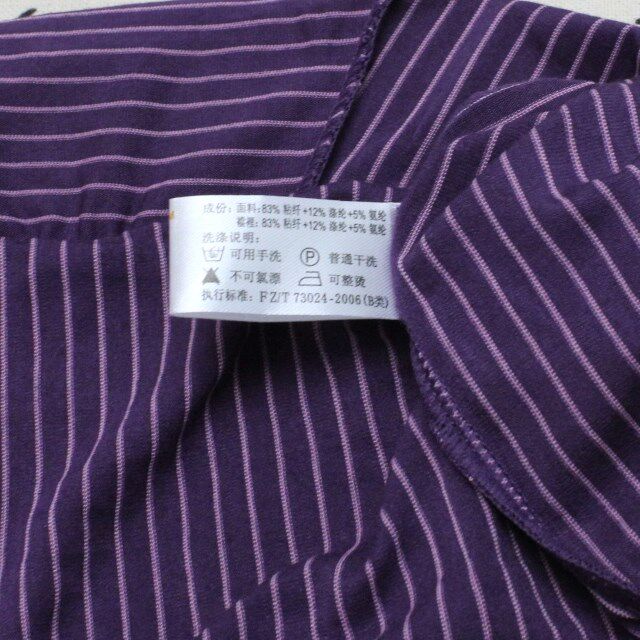 成份: 面料:83% 粘纤+12% 涤纶+5% 氨纶
着裡: 83% 粘纤+12% 涤纶+5% 氨纶
洗涤说明:
可用手洗 P 普通干洗
不可氯漂 可整烫
执行标准: FZ/T 73024-2006(B类)